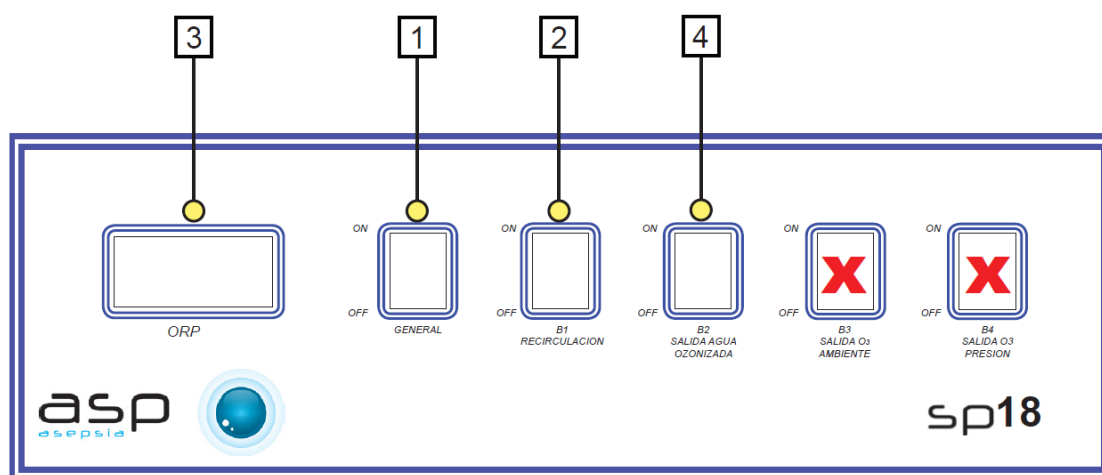 3
1
2
4
ON
ON
ON
ON
ON
OFF
OFF
OFF
OFF
OFF
ORP
GENERAL
B1
RECIRCULACION
B2
SALIDA AGUA
OZONIZADA
B3
SALIDA O₃
AMBIENTE
B4
SALIDA O3
PRESION
X
X
asp
asepsia
sp18